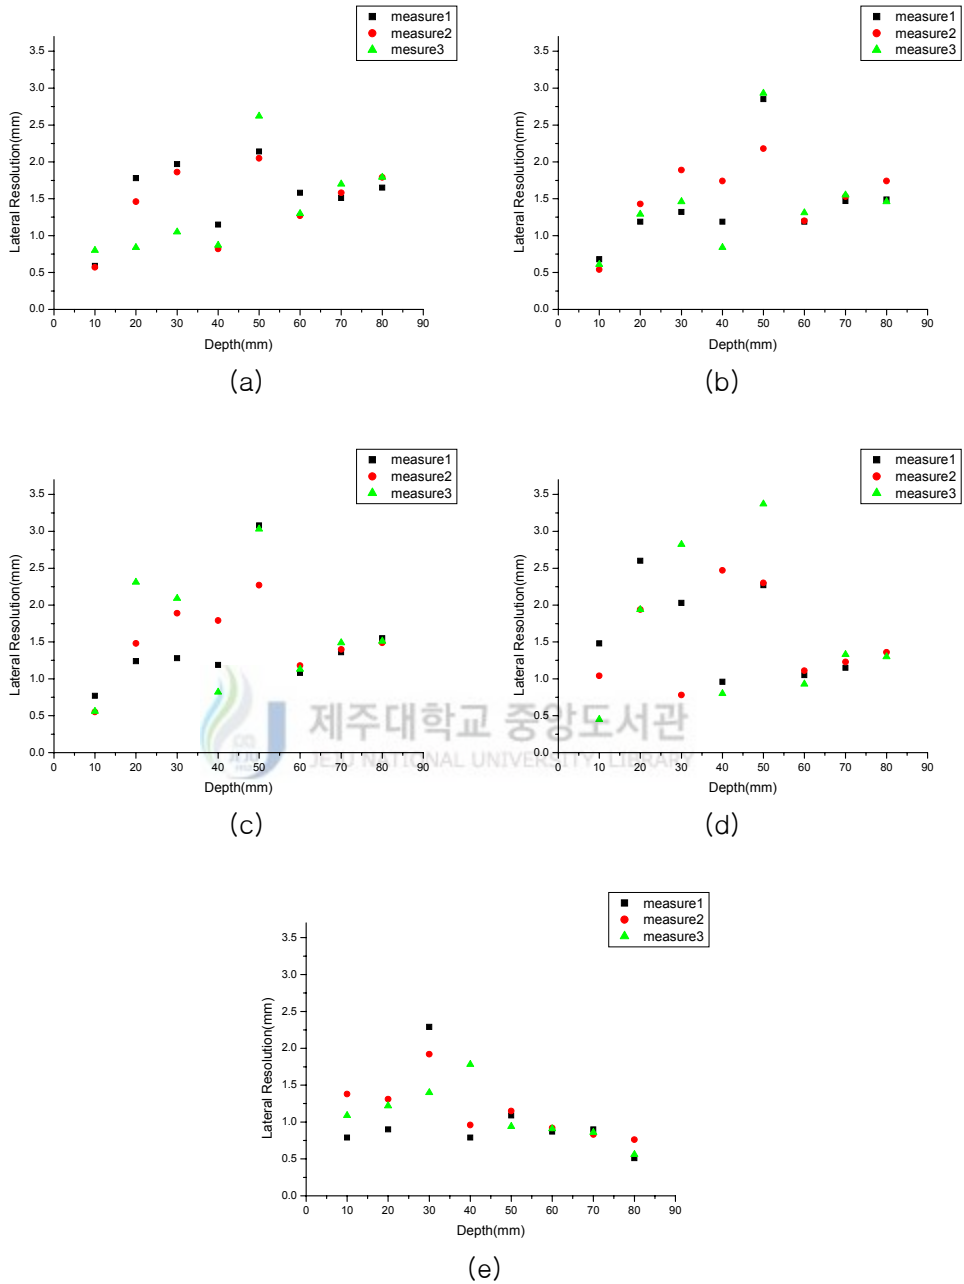 measure1
measure2
mesure3
3.5
3.0
2.5
2.0
1.5
1.0
0.5
0.0
Lateral Resolution(mm)
0 10 20 30 40 50 60 70 80 90
Depth(mm)
(a)
measure1
measure2
measure3
3.5
3.0
2.5
2.0
1.5
1.0
0.5
0.0
Lateral Resolution(mm)
0 10 20 30 40 50 60 70 80 90
Depth(mm)
(b)
measure1
measure2
measure3
3.5
3.0
2.5
2.0
1.5
1.0
0.5
0.0
Lateral Resolution(mm)
0 10 20 30 40 50 60 70 80 90
Depth(mm)
(c)
measure1
measure2
measure3
3.5
3.0
2.5
2.0
1.5
1.0
0.5
0.0
Lateral Resolution(mm)
0 10 20 30 40 50 60 70 80 90
Depth(mm)
(d)
제주대학교 중앙도서관
JEJU NATIONAL UNIVERSITY LIBRARY
measure1
measure2
measure3
3.5
3.0
2.5
2.0
1.5
1.0
0.5
0.0
Lateral Resolution(mm)
0 10 20 30 40 50 60 70 80 90
Depth(mm)
(e)